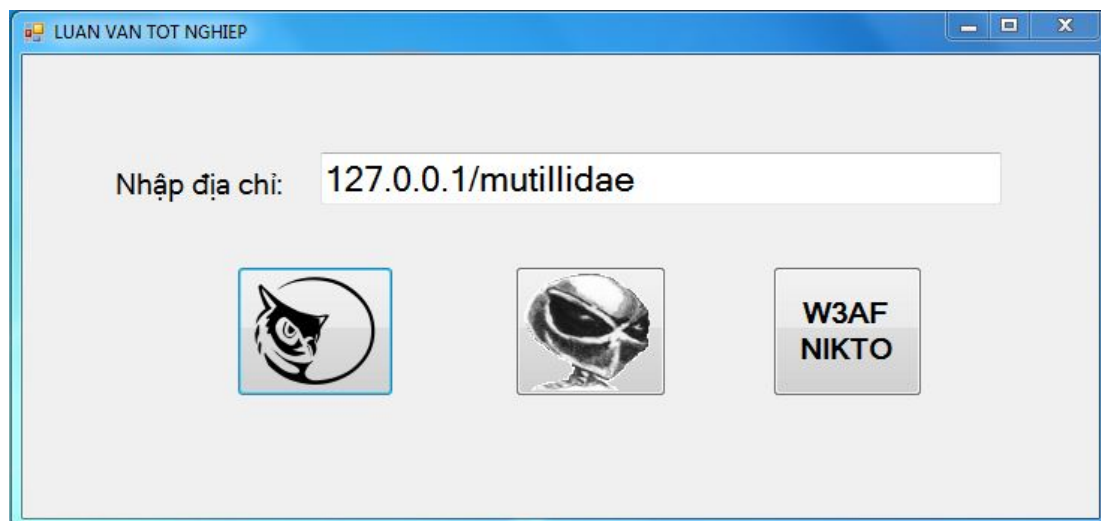 LUAN VAN TOT NGHIEP
Nhập địa chỉ:
127.0.0.1/mutillidae
W3AF
NIKTO